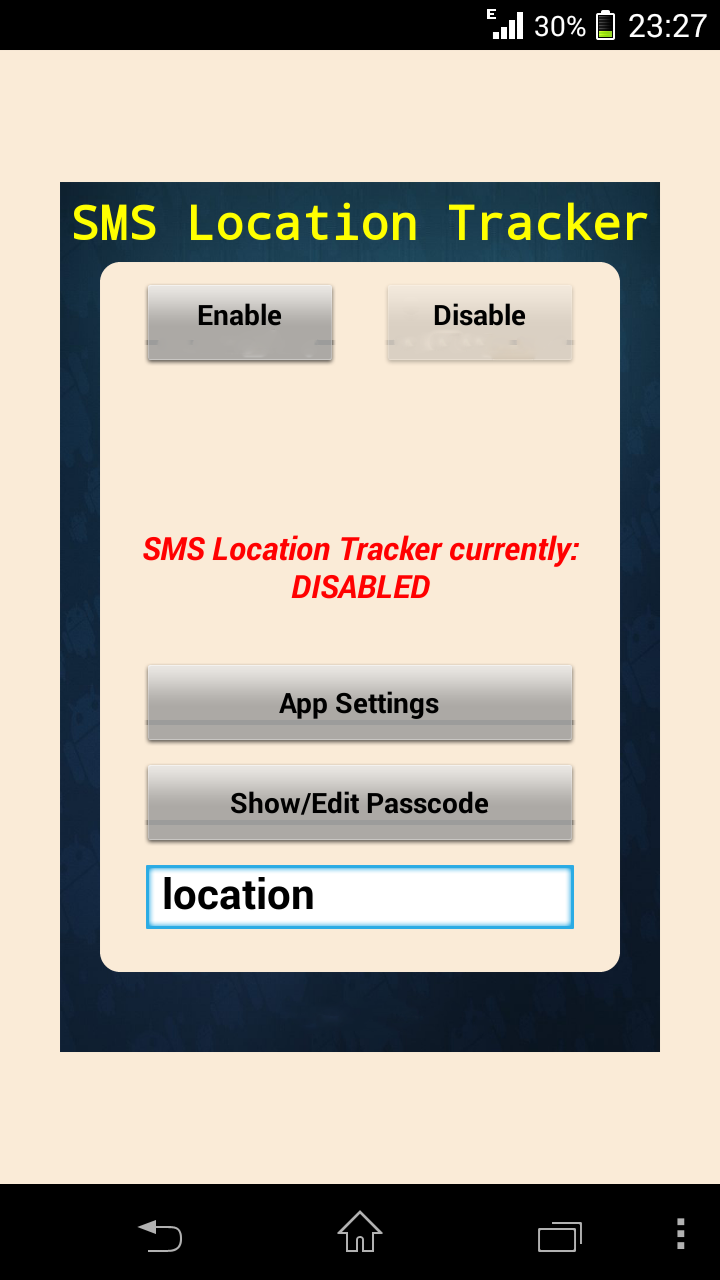 E 30% 23:27
SMS Location Tracker
Enable Disable
SMS Location Tracker currently:
DISABLED
App Settings
Show/Edit Passcode
location